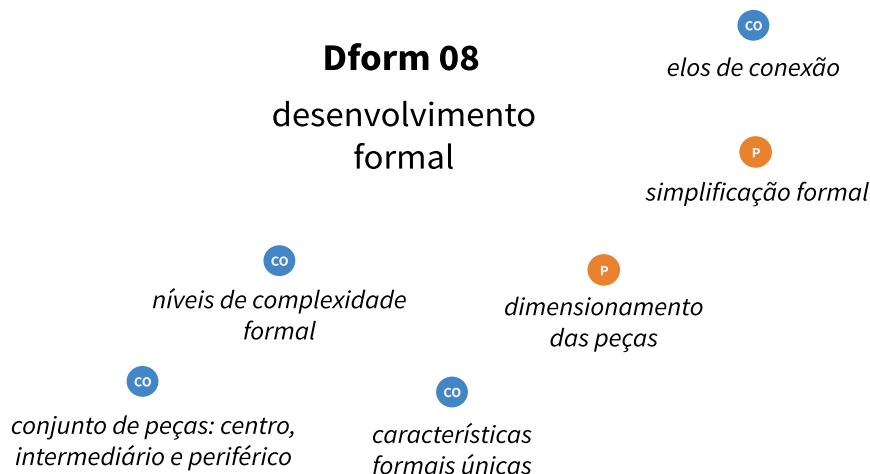 CO
elos de conexão
Dform 08
desenvolvimento
formal
P
simplificação formal
CO
níveis de complexidade
formal
P
dimensionamento
das peças
CO
conjunto de peças: centro,
intermediário e periférico
CO
características
formais únicas